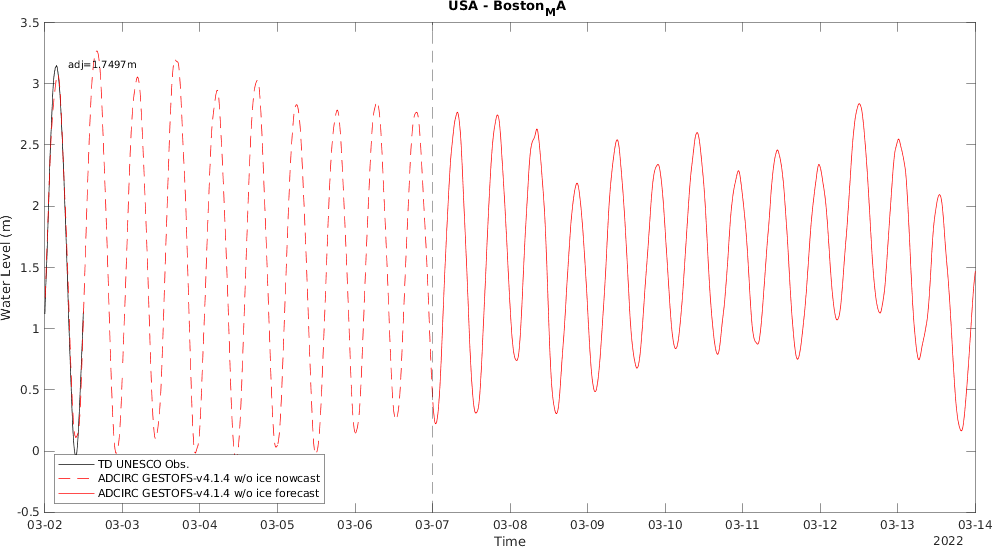 USA - Boston_MA
3.5
adj=1.7497m
3
2.5
2
1.5
1
0.5
0
-0.5
Water Level (m)
TD UNESCO Obs.
ADCIRC GESTOFS-v4.1.4 w/o ice nowcast
ADCIRC GESTOFS-v4.1.4 w/o ice forecast
03-02 03-03 03-04 03-05 03-06 03-07 03-08 03-09 03-10 03-11 03-12 03-13 03-14
Time
2022